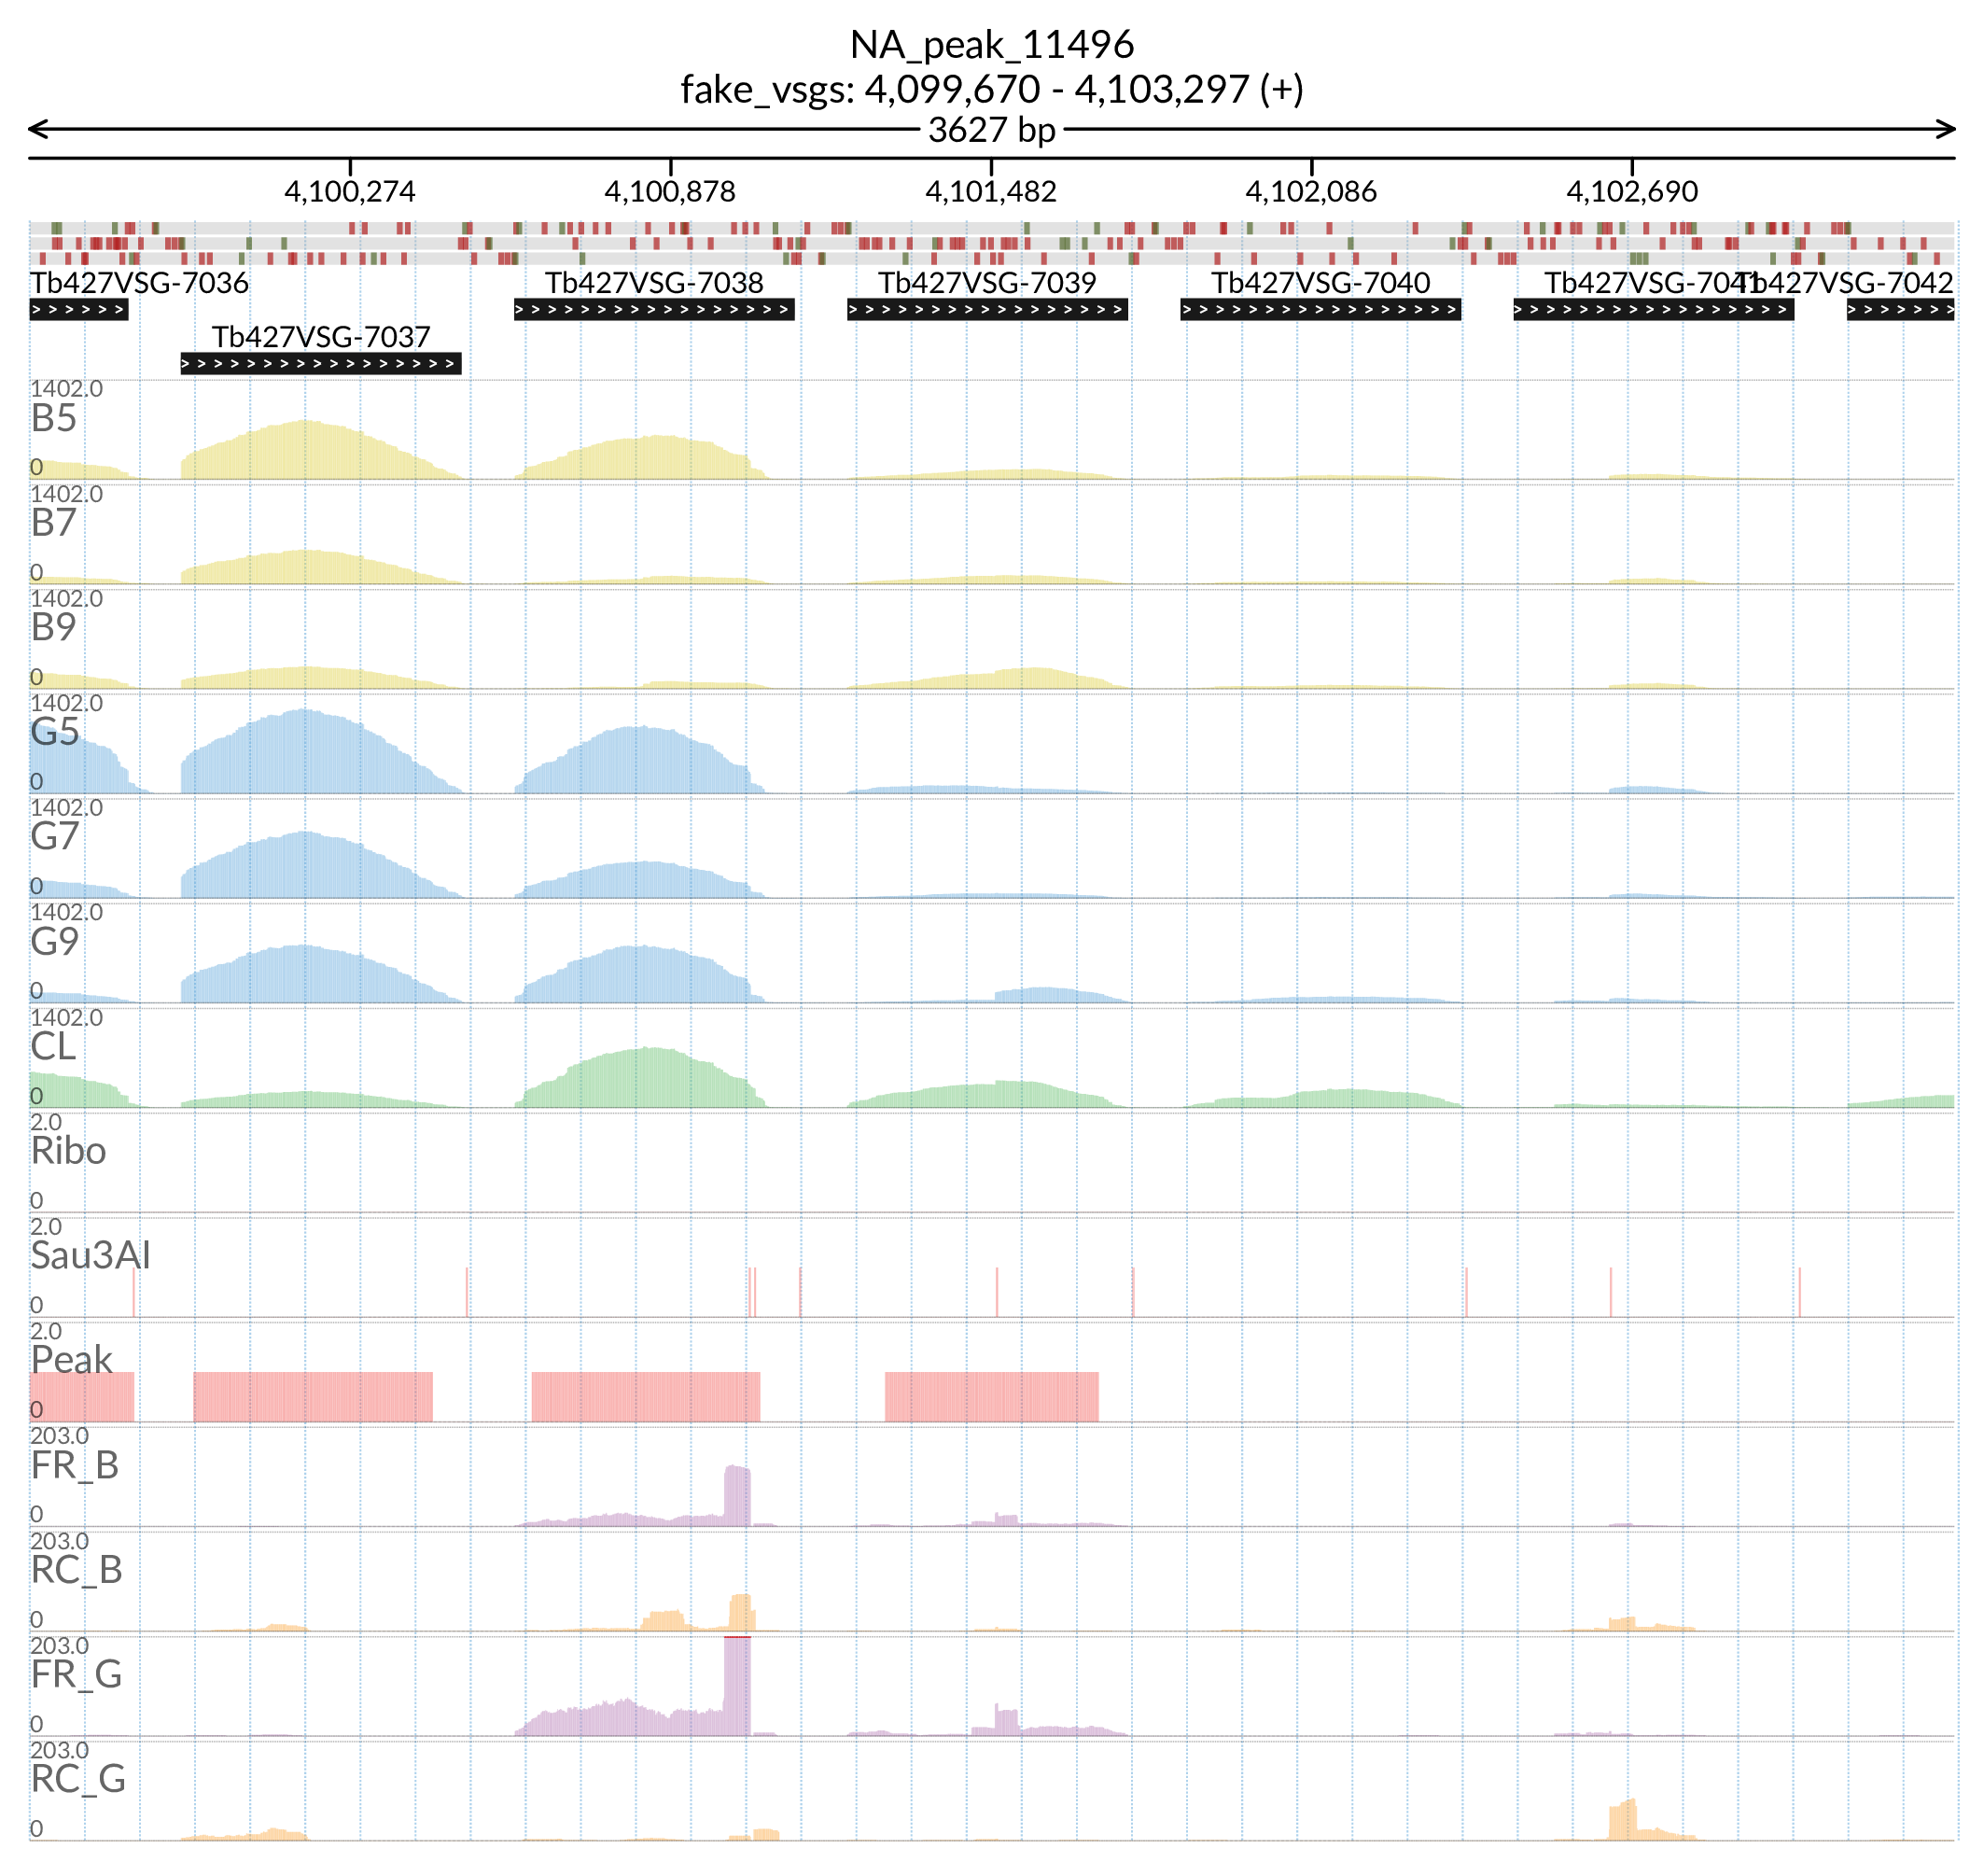 NA_peak_11496
fake_vsgs: 4,099,670 - 4,103,297 (+)
3627 bp
4,100,274 4,100,878 4,101,482 4,102,086 4,102,690
Tb427VSG-7036 Tb427VSG-7038 Tb427VSG-7039 Tb427VSG-7040 Tb427VSG-7041 Tb427VSG-7042
Tb427VSG-7037
1402.0
B5
0
1402.0
B7
0
1402.0
B9
0
1402.0
G5
0
1402.0
G7
0
1402.0
G9
0
1402.0
CL
0
2.0
Ribo
0
2.0
Sau3AI
0
2.0
Peak
0
203.0
FR_B
0
203.0
RC_B
0
203.0
FR_G
0
203.0
RC_G
0